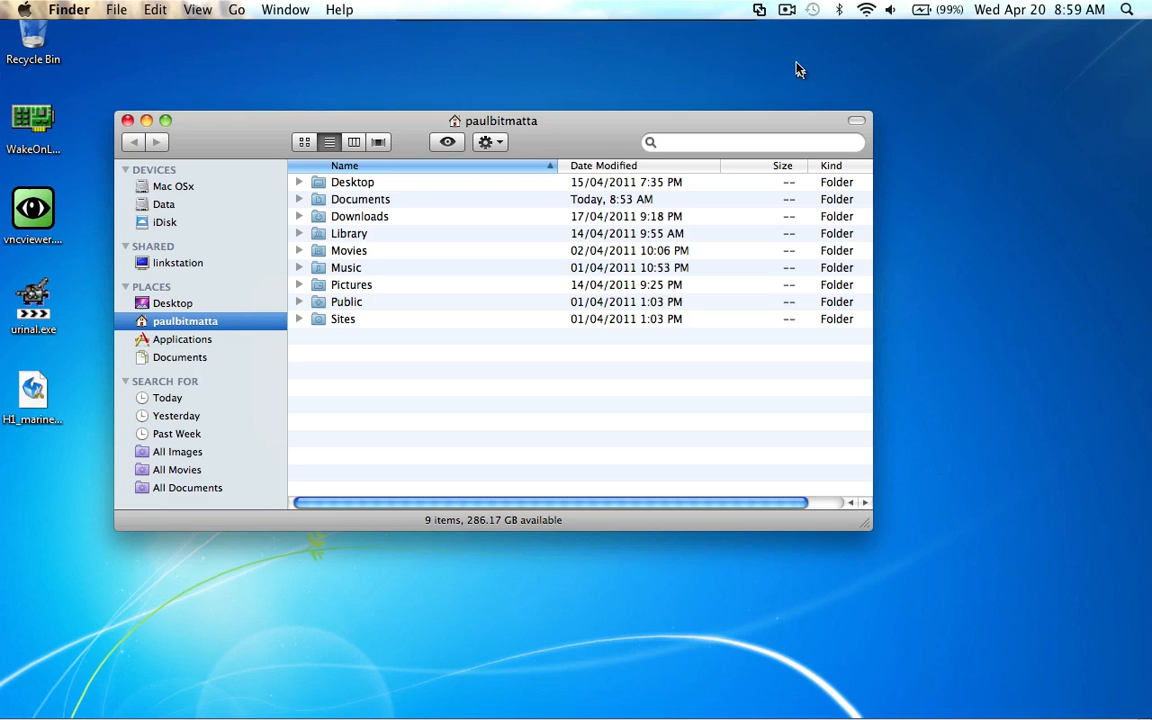 Finder File Edit View Go Window Help (99%) Wed Apr 20 8:59 AM
Recycle Bin
WakeOnL...
vncviewer....
urinal.exe
H1_marine...
paulbitmatta
DEVICES
Mac OSx
Data
iDisk
SHARED
linkstation
PLACES
Desktop
paulbitmatta
Applications
Documents
SEARCH FOR
Today
Yesterday
Past Week
All Images
All Movies
All Documents
Name Date Modified Size Kind
Desktop 15/04/2011 7:35 PM -- Folder
Documents Today, 8:53 AM -- Folder
Downloads 17/04/2011 9:18 PM -- Folder
Library 14/04/2011 9:55 AM -- Folder
Movies 02/04/2011 10:06 PM -- Folder
Music 01/04/2011 10:53 PM -- Folder
Pictures 14/04/2011 9:25 PM -- Folder
Public 01/04/2011 1:03 PM -- Folder
Sites 01/04/2011 1:03 PM -- Folder
9 items, 286.17 GB available